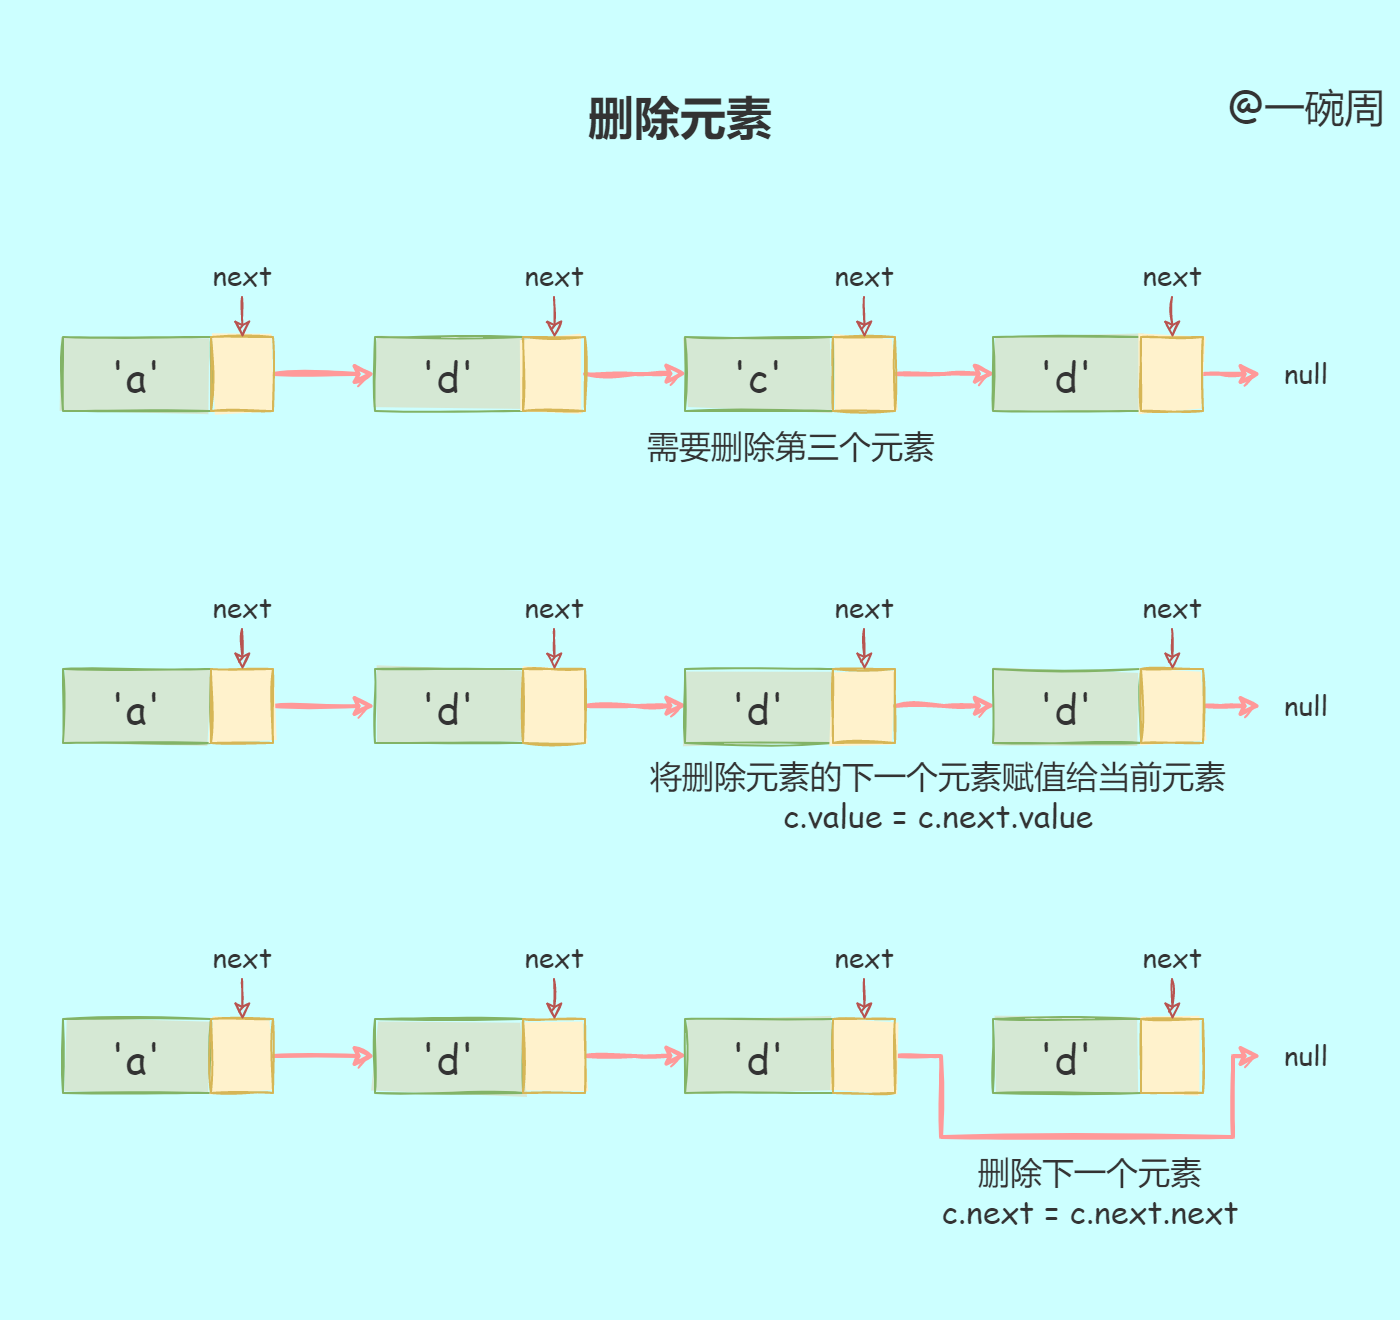 删除元素
@一碗周
next next next next
'a' 'd' 'c' 'd' null
需要删除第三个元素
next next next next
'a' 'd' 'd' 'd' null
将删除元素的下一个元素赋值给当前元素
c.value = c.next.value
next next next next
'a' 'd' 'd' 'd' null
删除下一个元素
c.next = c.next.next